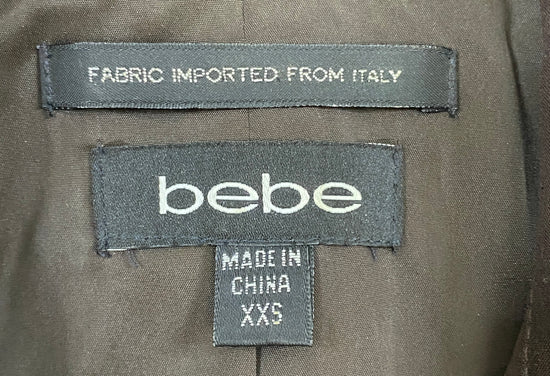 FABRIC IMPORTED FROM ITALY
bebe
MADE IN
CHINA
XXS